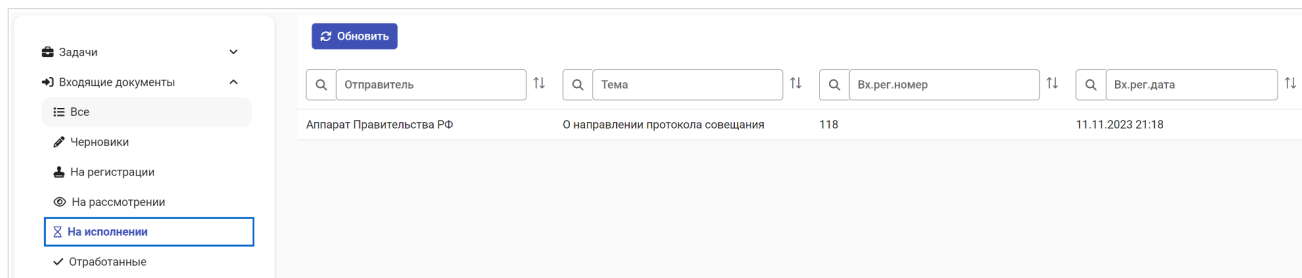 Задачи
Входящие документы
Все
Черновики
На регистрации
На рассмотрении
На исполнении
Отработанные
Обновить
Отправитель Тема Вх.рег.номер Вх.рег.дата
Аппарат Правительства РФ О направлении протокола совещания 118 11.11.2023 21:18